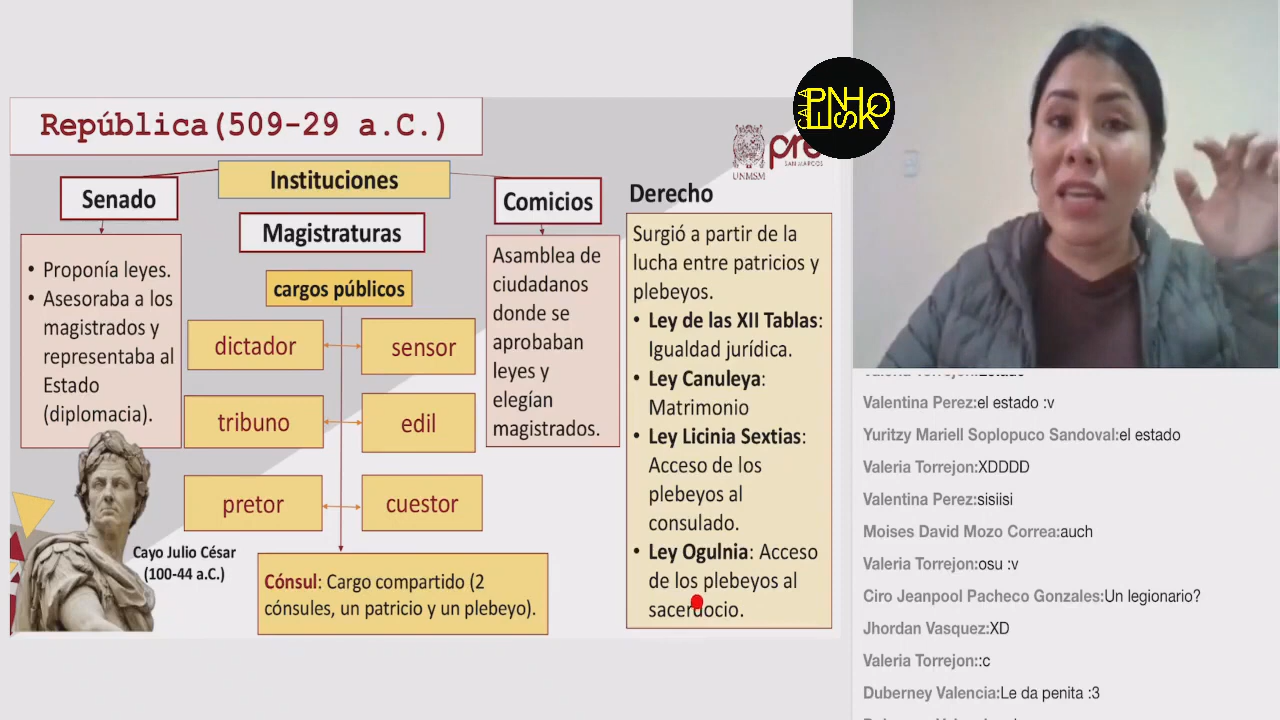 República(509-29 a.C.)
CALA
PENHSKO
pre
SAN MARCOS
UNMSM
Instituciones
Senado
Magistraturas
Comicios
Derecho
• Proponía leyes.
• Asesoraba a los
magistrados y
representaba al
Estado
(diplomacia).
cargos públicos
dictador
sensor
tribuno
edil
pretor
cuestor
Asamblea de
ciudadanos
donde se
aprobaban
leyes y
elegían
magistrados.
Surgió a partir de la
lucha entre patricios y
plebeyos.
• Ley de las XII Tablas:
Igualdad jurídica.
• Ley Canuleya:
Matrimonio
• Ley Licinia Sextias:
Acceso de los
plebeyos al
consulado.
• Ley Ogulnia: Acceso
de los plebeyos al
sacerdocio.
Cayo Julio César
(100-44 a.C.)
Cónsul: Cargo compartido (2
cónsules, un patricio y un plebeyo).
Valentina Perez:el estado :v
Yuritzy Mariell Soplopuco Sandoval:el estado
Valeria Torrejon:XDDDD
Valentina Perez:sisiisi
Moises David Mozo Correa:auch
Valeria Torrejon:osu :v
Ciro Jeanpool Pacheco Gonzales:Un legionario?
Jhordan Vasquez:XD
Valeria Torrejon::c
Duberney Valencia:Le da penita :3